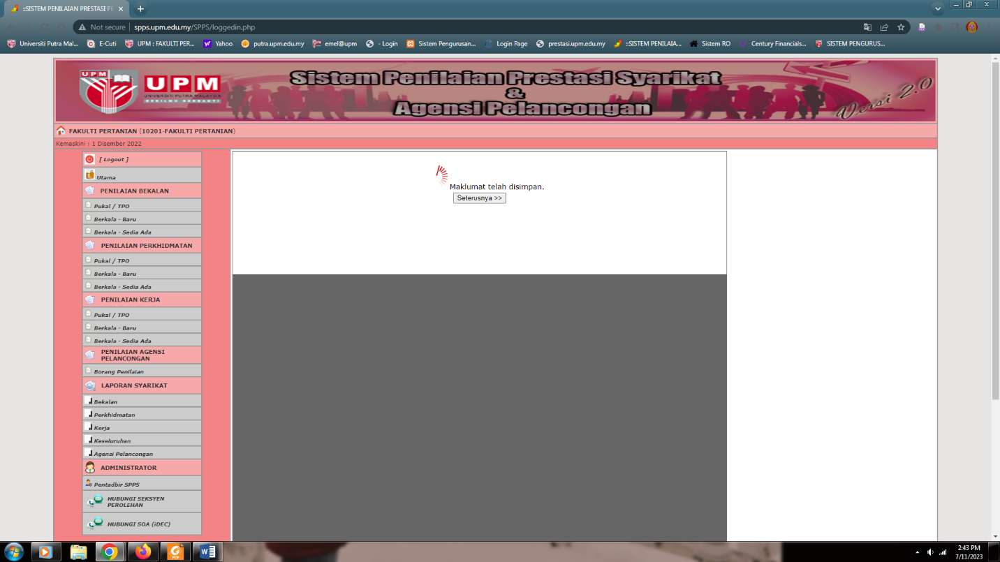 ::SISTEM PENILAIAN PRESTASI PE
Not secure | spps.upm.edu.my/SPPS/loggedin.php
Universiti Putra Mal... E-Cuti UPM : FAKULTI PER... Yahoo putra.upm.edu.my emel@upm - Login Sistem Pengurusan... Login Page prestasi.upm.edu.my ::SISTEM PENILAIA... Sistem RO Century Financials... SISTEM PENGURUS...
UPM
UPM
UNIVERSITI PUTRA MALAYSIA
BERILMU BERBAKTI
Sistem Penilaian Prestasi Syarikat
&
Agensi Pelancongan
Versi 2.0
FAKULTI PERTANIAN (10201-FAKULTI PERTANIAN)
Kemaskini : 1 Disember 2022
[ Logout ]
Utama
PENILAIAN BEKALAN
Pukal / TPO
Berkala - Baru
Berkala - Sedia Ada
PENILAIAN PERKHIDMATAN
Pukal / TPO
Berkala - Baru
Berkala - Sedia Ada
PENILAIAN KERJA
Pukal / TPO
Berkala - Baru
Berkala - Sedia Ada
PENILAIAN AGENSI
PELANCONGAN
Borang Penilaian
LAPORAN SYARIKAT
Bekalan
Perkhidmatan
Kerja
Keseluruhan
Agensi Pelancongan
ADMINISTRATOR
Pentadbir SPPS
HUBUNGI SEKSYEN
PEROLEHAN
HUBUNGI SOA (iDEC)
Maklumat telah disimpan.
Seterusnya >>
2:43 PM
7/11/2023